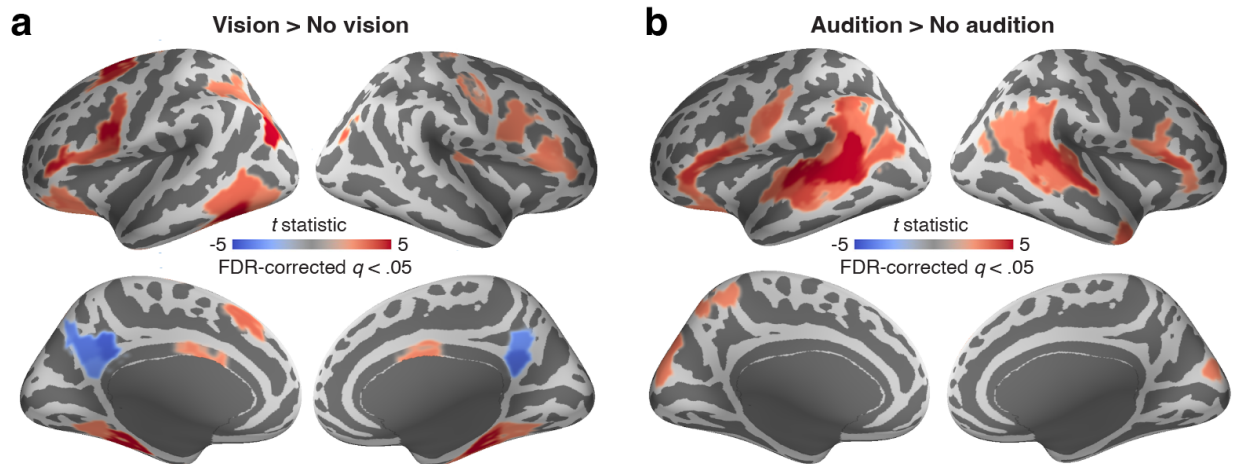 a
Vision > No vision
t statistic
-5 5
FDR-corrected q < .05
b
Audition > No audition
t statistic
-5 5
FDR-corrected q < .05